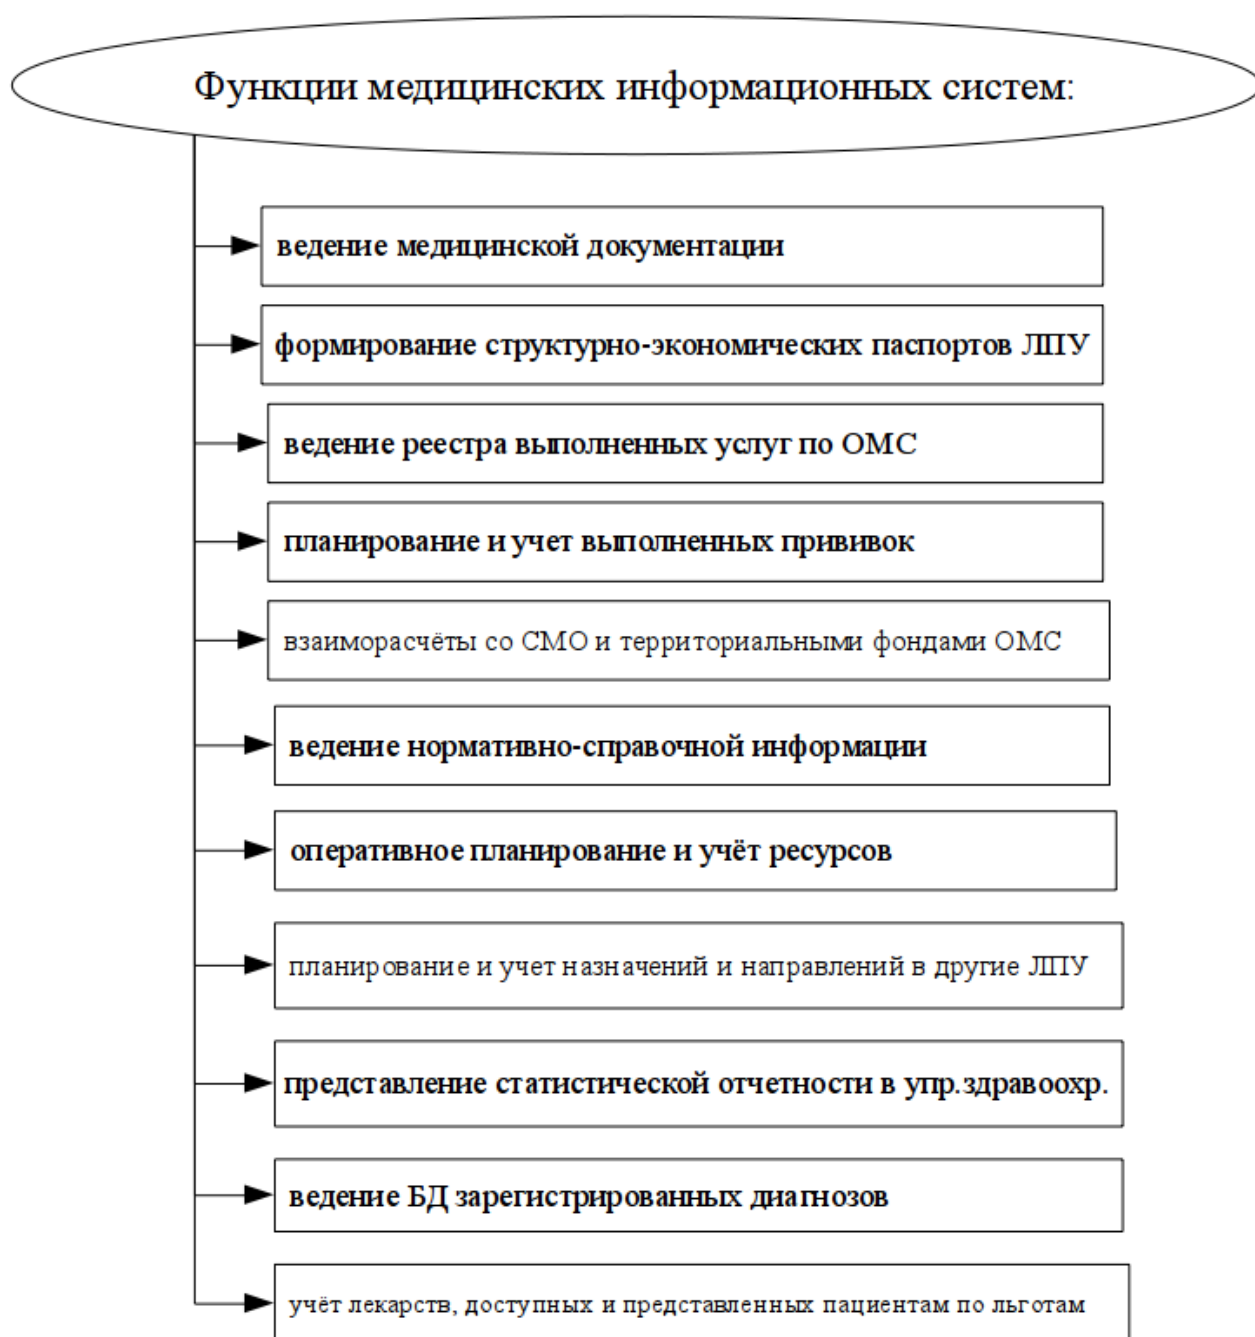 Функции медицинских информационных систем:
ведение медицинской документации
формирование структурно-экономических паспортов ЛПУ
ведение реестра выполненных услуг по ОМС
планирование и учет выполненных прививок
взаиморасчёты со СМО и территориальными фондами ОМС
ведение нормативно-справочной информации
оперативное планирование и учёт ресурсов
планирование и учет назначений и направлений в другие ЛПУ
представление статистической отчетности в упр.здравоохр.
ведение БД зарегистрированных диагнозов
учёт лекарств, доступных и представленных пациентам по льготам